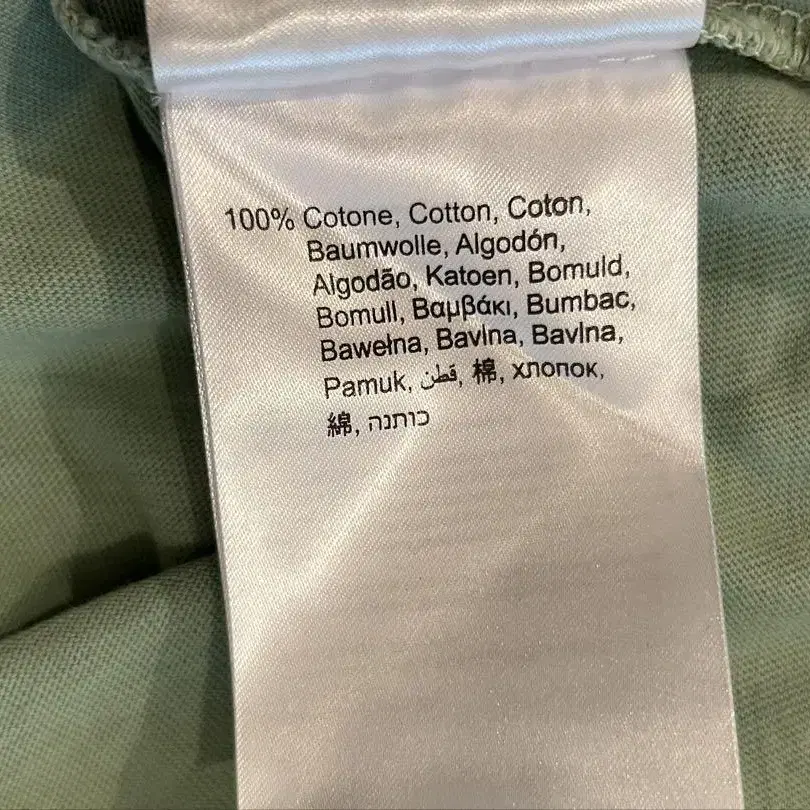 100% Cotone, Cotton, Coton,
Baumwolle, Algodón,
Algodão, Katoen, Bomuld,
Bomull, Βαμβάκι, Bumbac,
Bawełna, Bavlna, Bavlna,
Pamuk, قطن, 棉, хлопок,
綿, כותנה